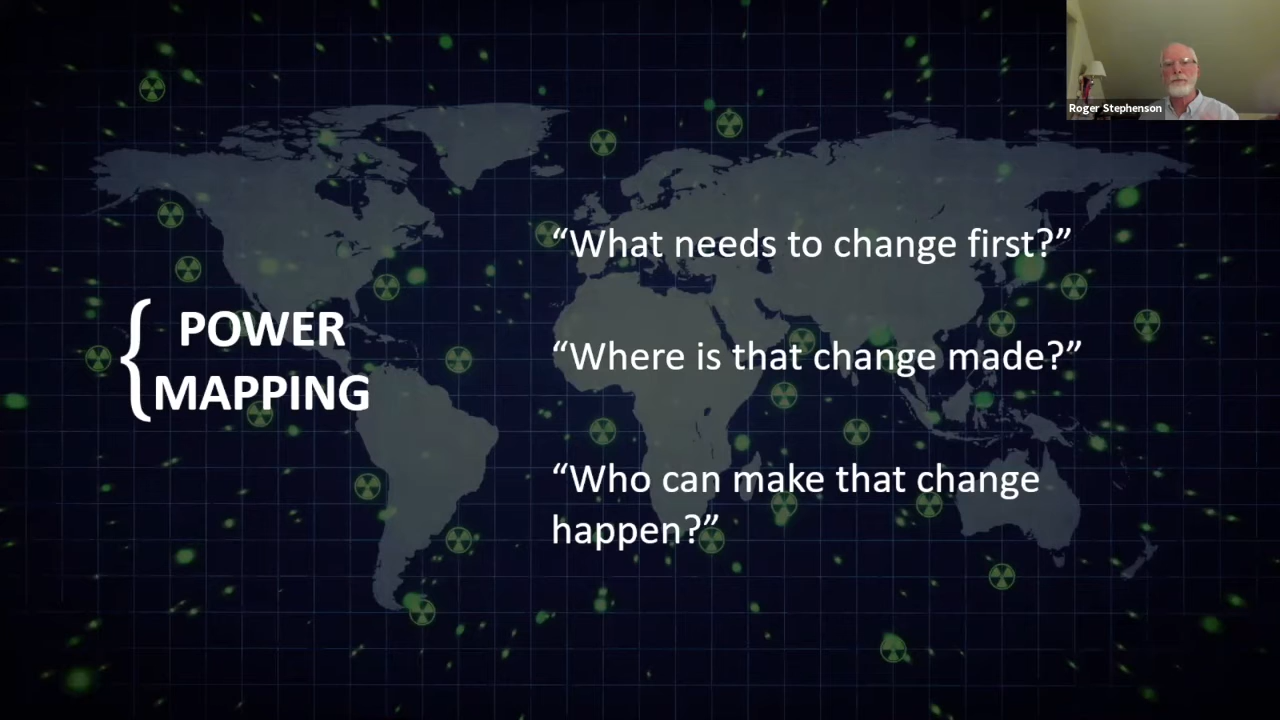 Roger Stephenson
“What needs to change first?”
{ POWER
MAPPING
“Where is that change made?”
“Who can make that change
happen?”